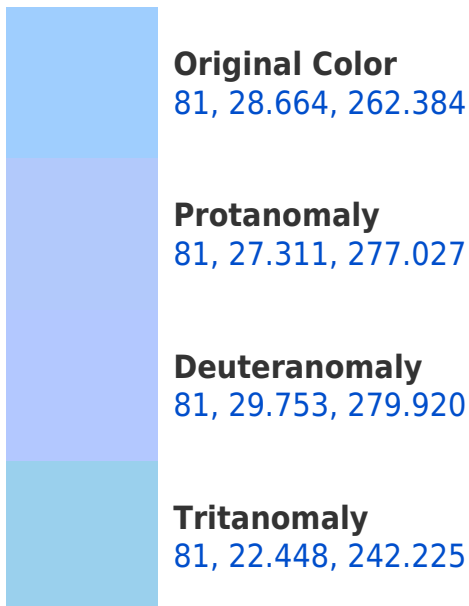 Original Color
81, 28.664, 262.384
Protanomaly
81, 27.311, 277.027
Deuteranomaly
81, 29.753, 279.920
Tritanomaly
81, 22.448, 242.225